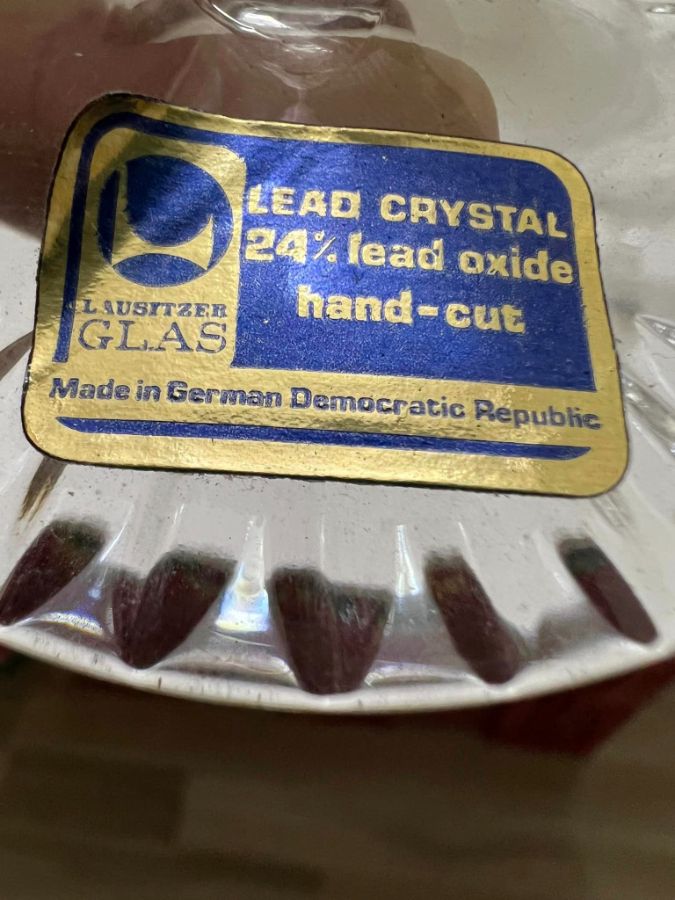 LEAD CRYSTAL
24% lead oxide
hand-cut
LAUSITZER
GLAS
Made in German Democratic Republic